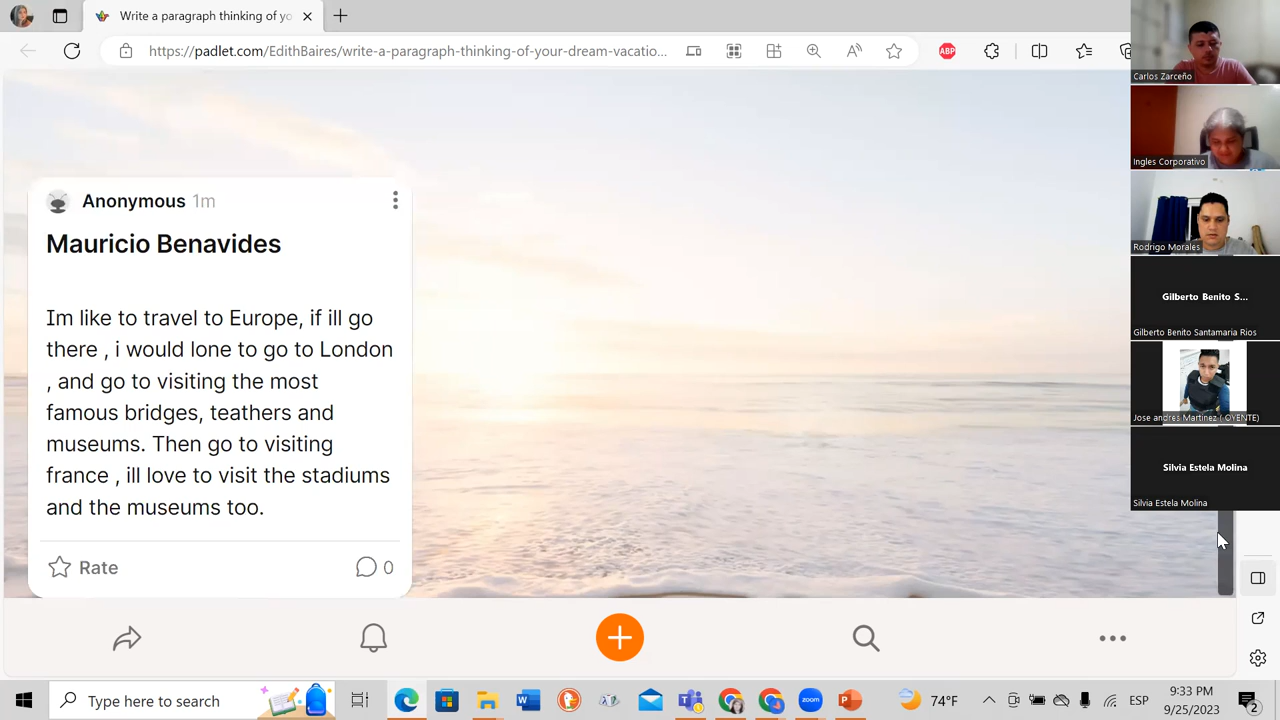 Write a paragraph thinking of yo
https://padlet.com/EdithBaires/write-a-paragraph-thinking-of-your-dream-vacatio...
ABP
Anonymous 1m
Mauricio Benavides
Im like to travel to Europe, if ill go
there , i would lone to go to London
, and go to visiting the most
famous bridges, teathers and
museums. Then go to visiting
france , ill love to visit the stadiums
and the museums too.
Rate
0
Carlos Zarceño
Ingles Corporativo
Rodrigo Morales
Gilberto Benito S...
Gilberto Benito Santamaria Rios
Jose andres Martinez ( OYENTE)
Silvia Estela Molina
Silvia Estela Molina
Type here to search
zoom
74°F
ESP
9:33 PM
9/25/2023
2